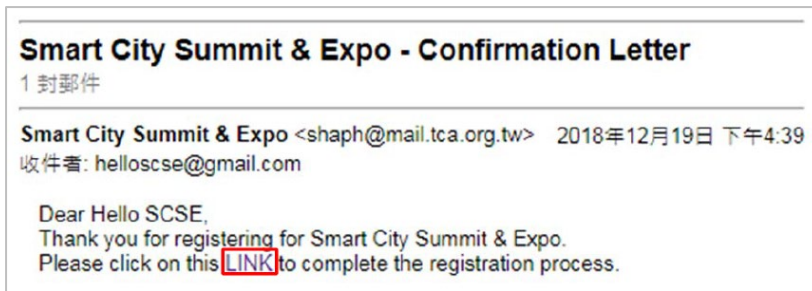 Smart City Summit & Expo - Confirmation Letter
1 封郵件
Smart City Summit & Expo <shaph@mail.tca.org.tw> 2018年12月19日 下午4:39
收件者: helloscse@gmail.com
Dear Hello SCSE,
Thank you for registering for Smart City Summit & Expo.
Please click on this LINK to complete the registration process.